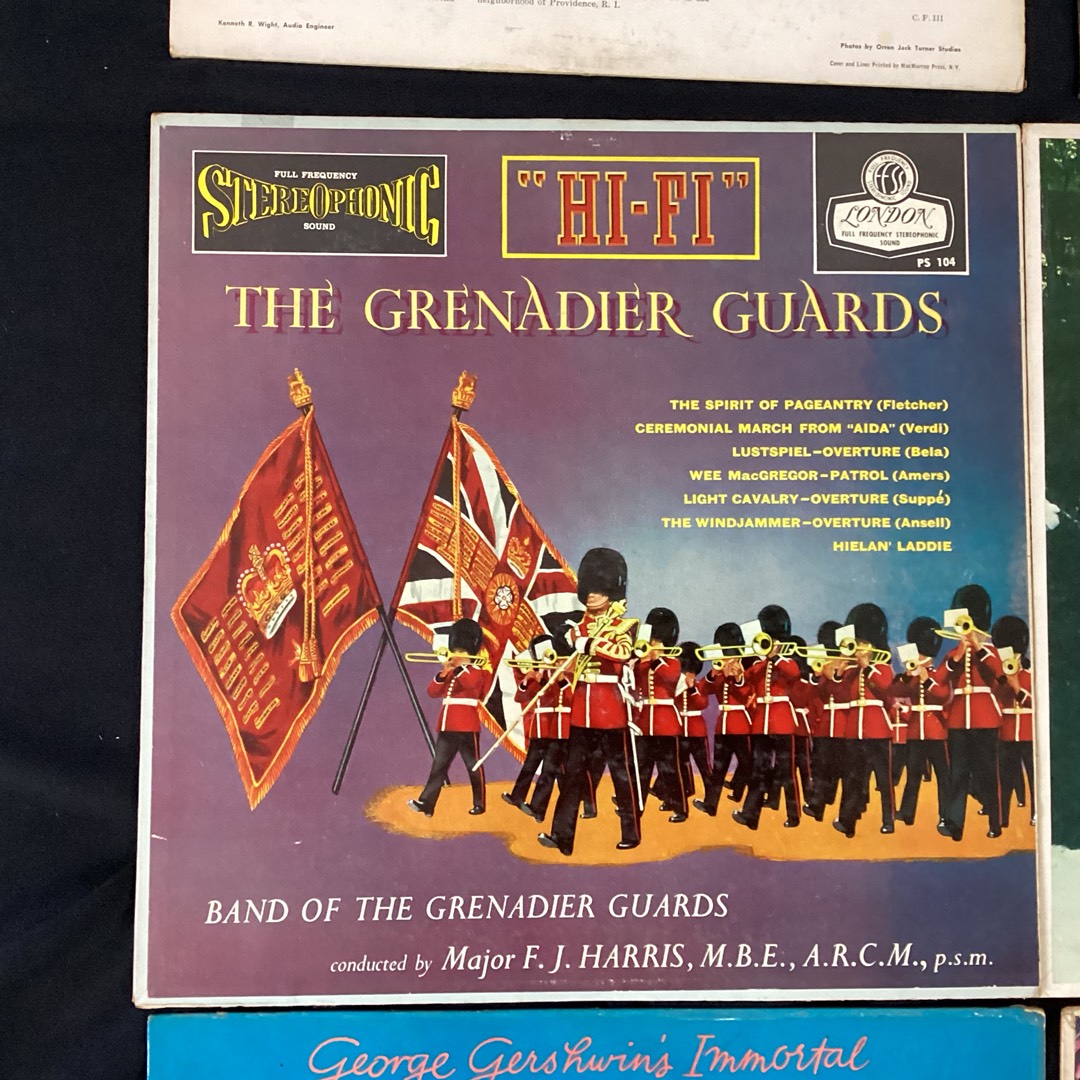 neighborhood of Providence, R. I.
Kenneth R. Wight, Audio Engineer
C. F. III
Photos by Orren Jack Turner Studios
Cover and Liner Printed by MacMurray Press, N.Y.
FULL FREQUENCY
STEREOPHONIC
SOUND
"HI-FI"
FULL FREQUENCY
ffss
LONDON
FULL FREQUENCY STEREOPHONIC
SOUND
PS 104
THE GRENADIER GUARDS
THE SPIRIT OF PAGEANTRY (Fletcher)
CEREMONIAL MARCH FROM "AIDA" (Verdi)
LUSTSPIEL-OVERTURE (Bela)
WEE MacGREGOR-PATROL (Amers)
LIGHT CAVALRY-OVERTURE (Suppé)
THE WINDJAMMER-OVERTURE (Ansell)
HIELAN' LADDIE
BAND OF THE GRENADIER GUARDS
conducted by Major F. J. HARRIS, M.B.E., A.R.C.M., p.s.m.
George Gershwin's Immortal